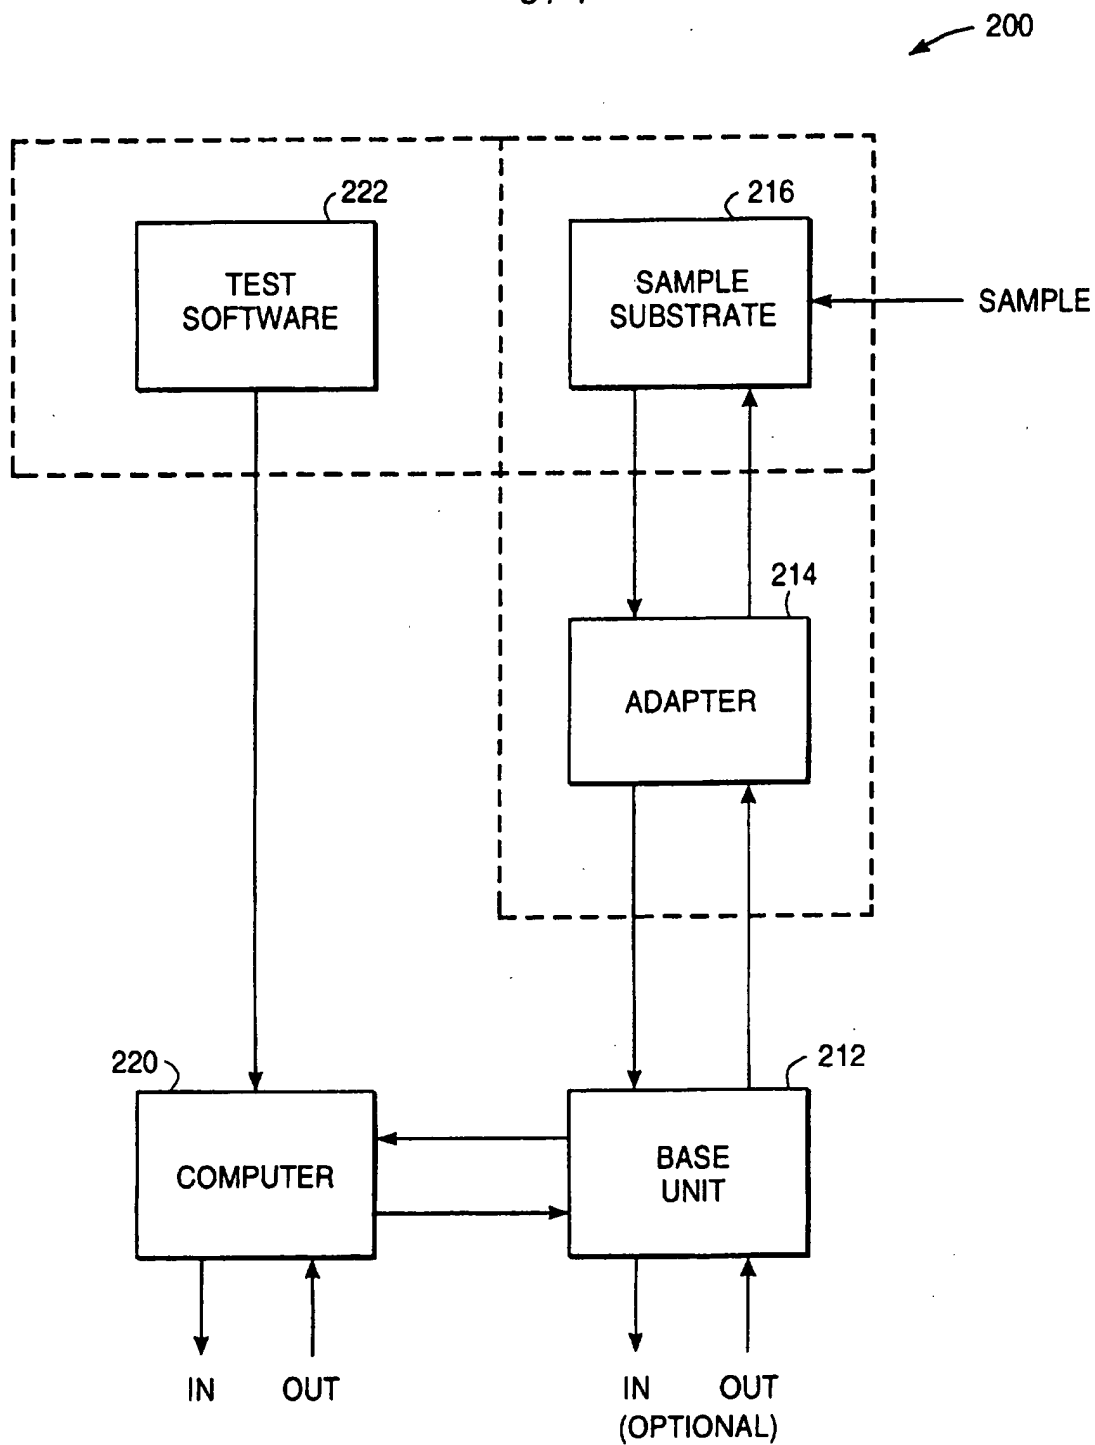 200
222
216
TEST
SOFTWARE
SAMPLE
SUBSTRATE
SAMPLE
214
ADAPTER
220
212
COMPUTER
BASE
UNIT
IN OUT
IN OUT
(OPTIONAL)